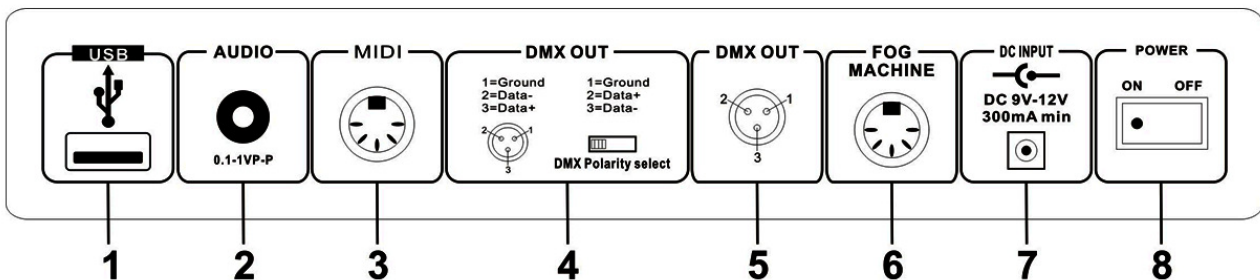 USB
AUDIO
0.1-1VP-P
MIDI
DMX OUT
1=Ground
2=Data-
3=Data+
1=Ground
2=Data+
3=Data-
2
1
3
DMX Polarity select
DMX OUT
2
1
3
FOG
MACHINE
DC INPUT
DC 9V-12V
300mA min
POWER
ON OFF
1 2 3 4 5 6 7 8